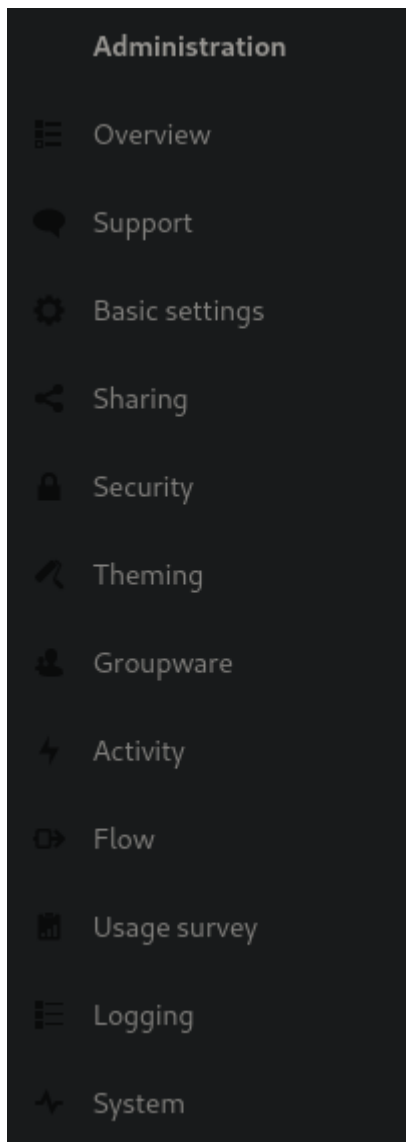 Administration
Overview
Support
Basic settings
Sharing
Security
Theming
Groupware
Activity
Flow
Usage survey
Logging
System